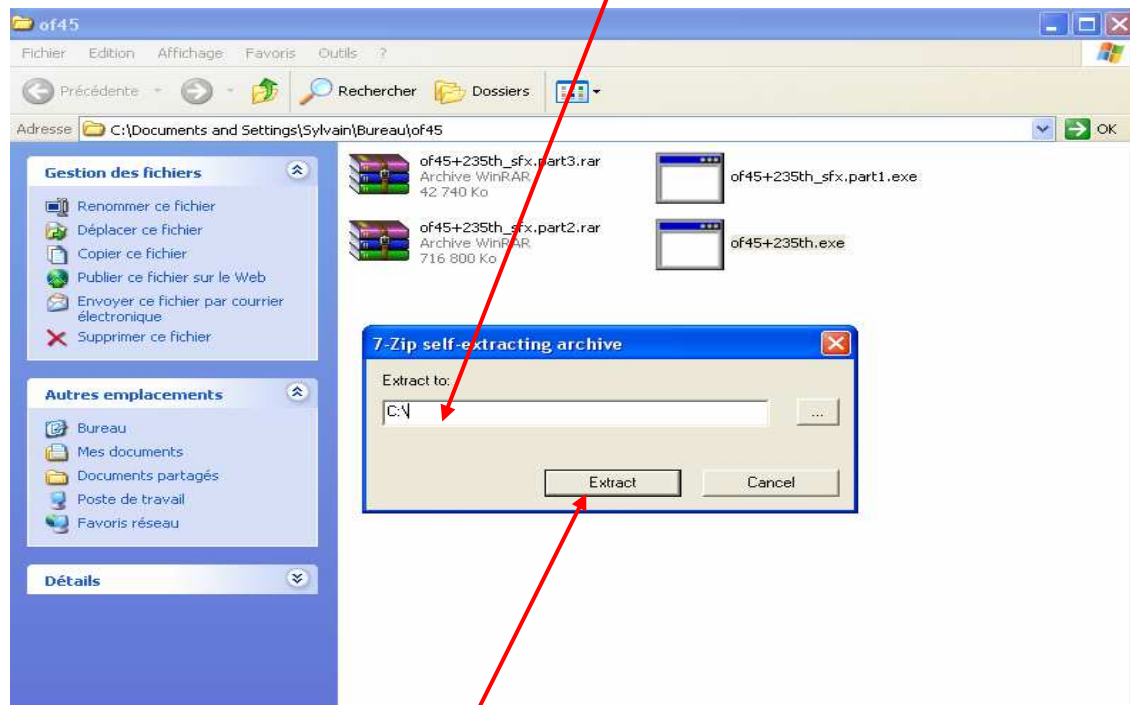 of45
Fichier Edition Affichage Favoris Outils ?
Précédente Rechercher Dossiers
Adresse C:\Documents and Settings\Sylvain\Bureau\of45 OK
Gestion des fichiers
Renommer ce fichier
Déplacer ce fichier
Copier ce fichier
Publier ce fichier sur le Web
Envoyer ce fichier par courrier
électronique
Supprimer ce fichier
Autres emplacements
Bureau
Mes documents
Documents partagés
Poste de travail
Favoris réseau
Détails
of45+235th_sfx.part3.rar
Archive WinRAR
42 740 Ko
of45+235th_sfx.part1.exe
of45+235th_sfx.part2.rar
Archive WinRAR
716 800 Ko
of45+235th.exe
7-Zip self-extracting archive
Extract to:
C:\
...
Extract Cancel